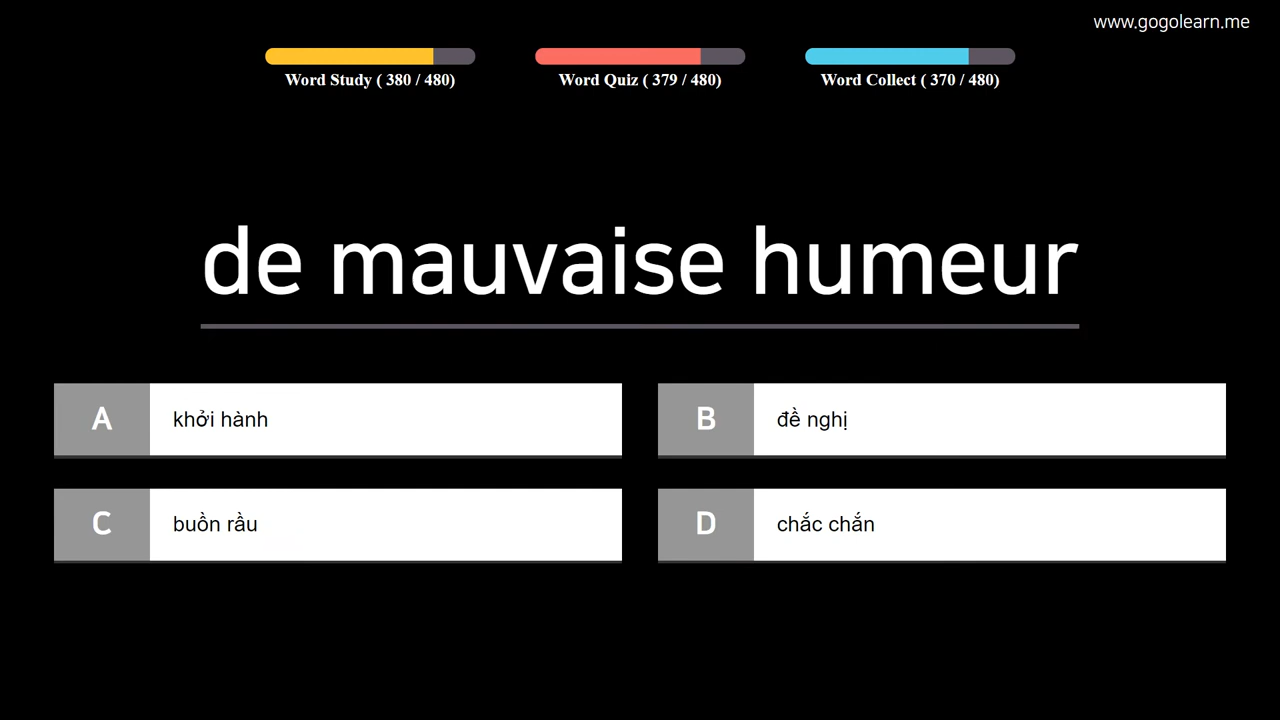 www.gogolearn.me
Word Study ( 380 / 480)
Word Quiz ( 379 / 480)
Word Collect ( 370 / 480)
de mauvaise humeur
A khởi hành
B đề nghị
C buồn rầu
D chắc chắn